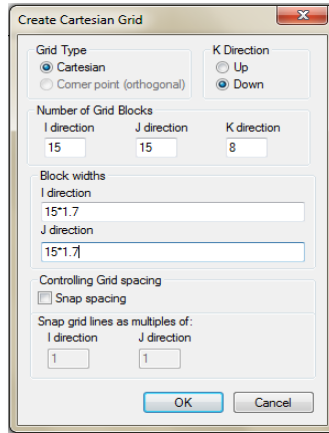 Create Cartesian Grid
Grid Type
K Direction
Cartesian
Up
Corner point (orthogonal)
Down
Number of Grid Blocks
I direction J direction K direction
15 15 8
Block widths
I direction
15*1.7
J direction
15*1.7
Controlling Grid spacing
Snap spacing
Snap grid lines as multiples of:
I direction J direction
1 1
OK Cancel